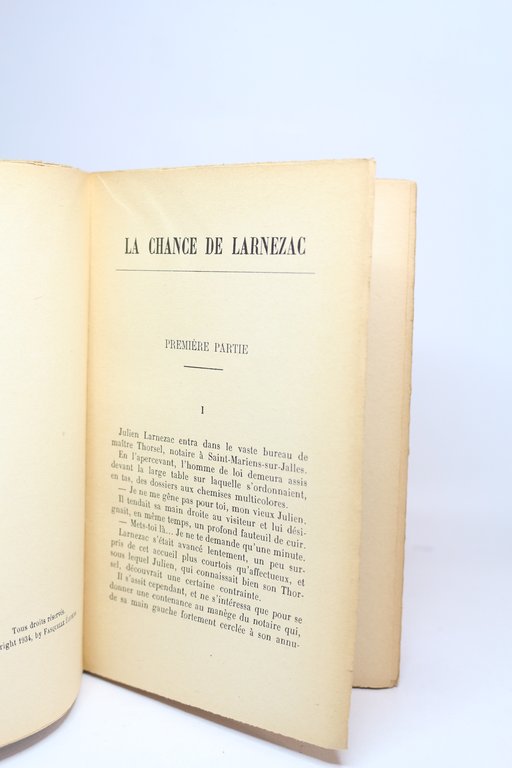 Tous droits réservés.
right 1934, by FASQUELLE
LA CHANCE DE LARNEZAC
PREMIÈRE PARTIE
I
Julien Larnezac entra dans le vaste bureau de
maître Thorsel, notaire à Saint-Mariens-sur-Jalles.
En l'apercevant, l'homme de loi demeura assis
devant la large table sur laquelle s'ordonnaient,
en tas, des dossiers aux chemises multicolores.
— Je ne me gêne pas pour toi, mon vieux Julien.
Il tendait sa main droite au visiteur et lui dési-
gnait, en même temps, un profond fauteuil de cuir.
— Mets-toi là... Je ne te demande qu'une minute.
Larnezac s'était avancé lentement, un peu sur-
pris de cet accueil plus courtois qu'affectueux, et
sous lequel Julien, qui connaissait bien son Thor-
sel, découvrait une certaine contrainte.
Il s'assit cependant, et ne s'intéressa que pour se
donner une contenance au manège du notaire qui,
de sa main gauche fortement cerclée à son annu-